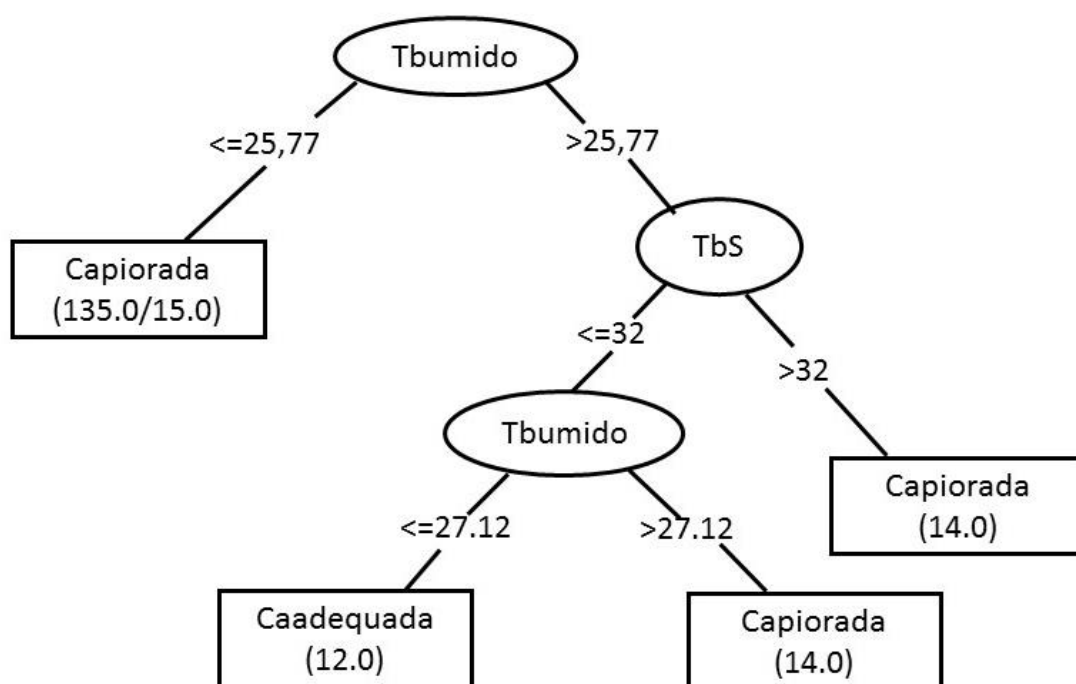 Tbumido
<=25,77
>25,77
Capiorada
(135.0/15.0)
TbS
<=32
>32
Tbumido
<=27.12
>27.12
Capiorada
(14.0)
Caadequada
(12.0)
Capiorada
(14.0)